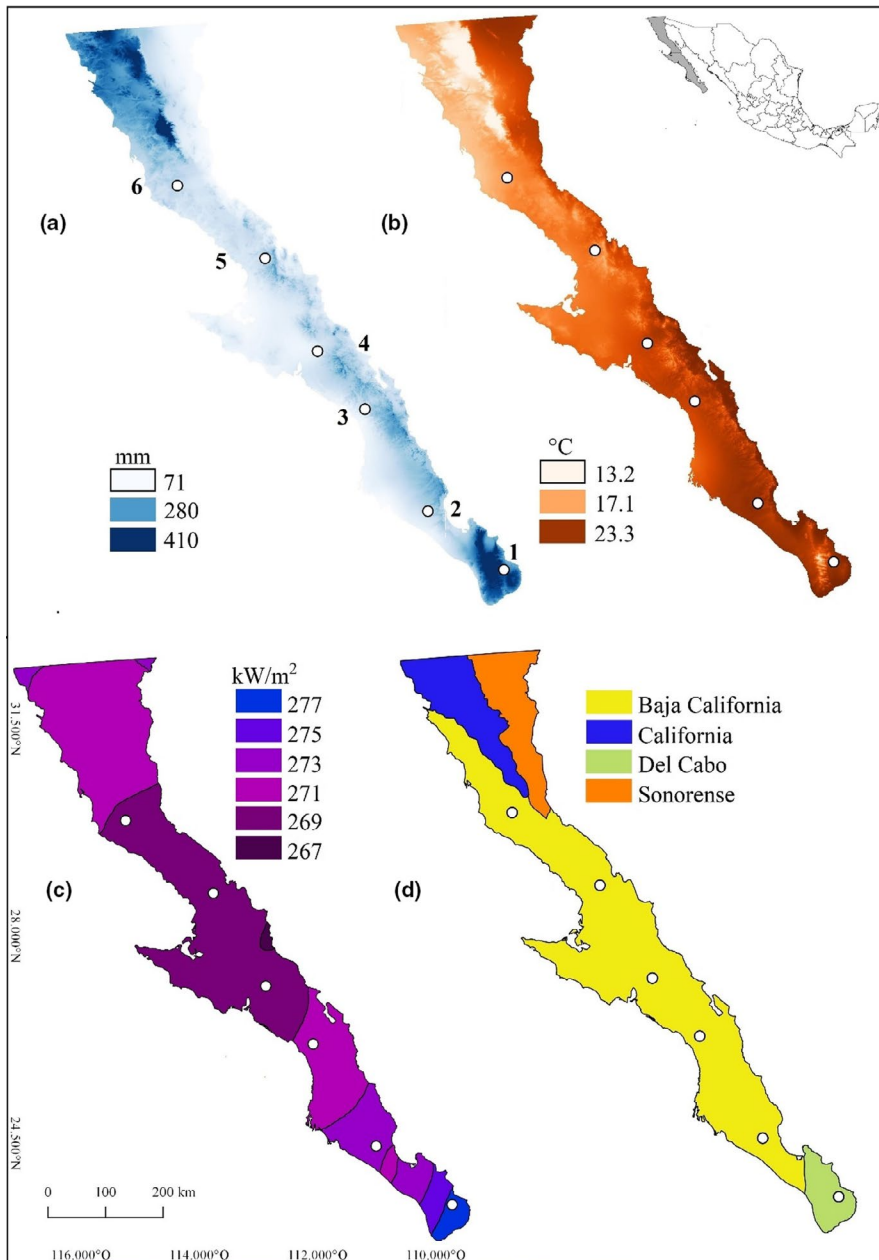 (a)
6
5
4
3
2
1
mm
71
280
410
(b)
°C
13.2
17.1
23.3
(c)
kW/m²
277
275
273
271
269
267
(d)
Baja California
California
Del Cabo
Sonorense
31.500°N
28.000°N
24.500°N
0 100 200 km
116,000°O 114,000°O 112,000°O 110,000°O